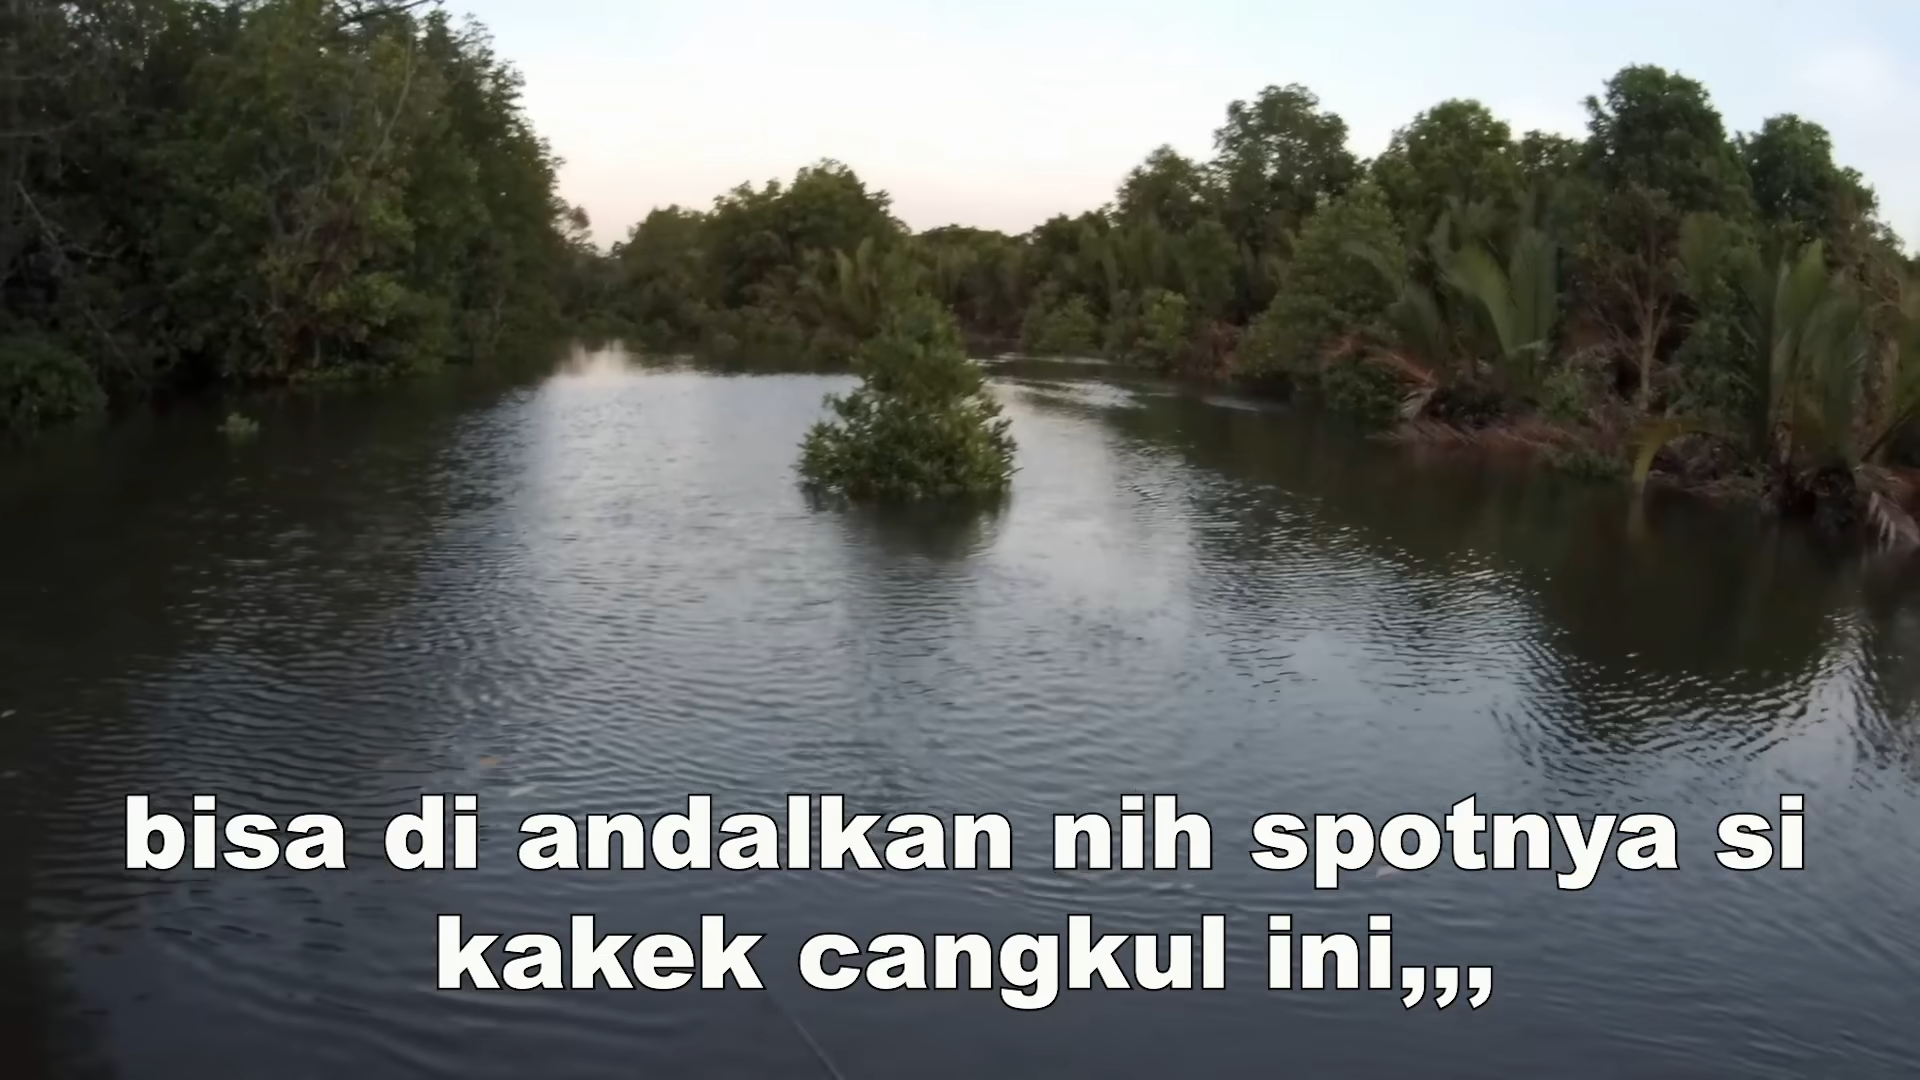 bisa di andalkan nih spotnya si
kakek cangkul ini,,,